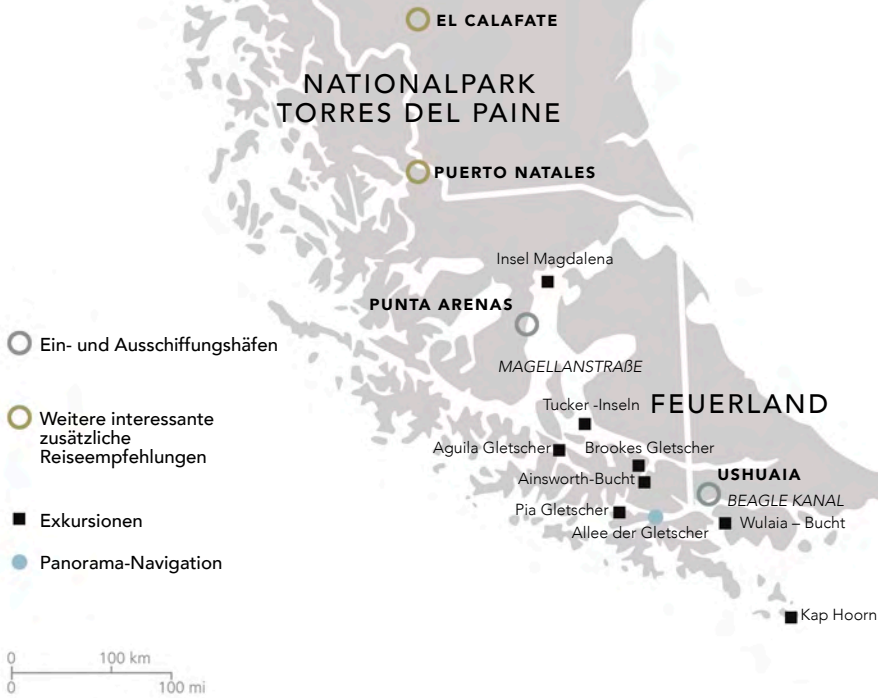 EL CALAFATE
NATIONALPARK
TORRES DEL PAINE
PUERTO NATALES
Insel Magdalena
PUNTA ARENAS
Ein- und Ausschiffungshäfen
MAGELLANSTRAßE
Tucker -Inseln
FEUERLAND
Weitere interessante
zusätzliche
Reiseempfehlungen
Aguila Gletscher
Brookes Gletscher
Ainsworth-Bucht
USHUAIA
BEAGLE KANAL
Pia Gletscher
Exkursionen
Wulaia – Bucht
Allee der Gletscher
Panorama-Navigation
Kap Hoorn
0 100 km
0 100 mi